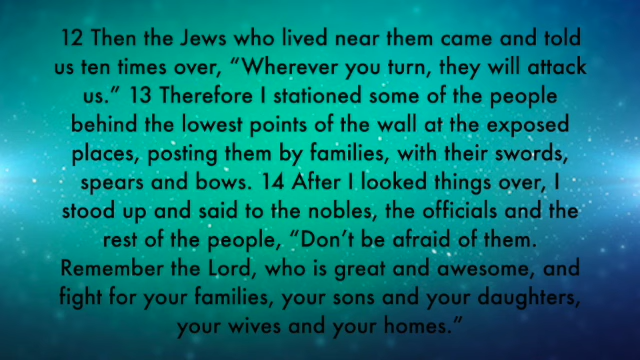 12 Then the Jews who lived near them came and told
us ten times over, “Wherever you turn, they will attack
us.” 13 Therefore I stationed some of the people
behind the lowest points of the wall at the exposed
places, posting them by families, with their swords,
spears and bows. 14 After I looked things over, I
stood up and said to the nobles, the officials and the
rest of the people, “Don’t be afraid of them.
Remember the Lord, who is great and awesome, and
fight for your families, your sons and your daughters,
your wives and your homes.”